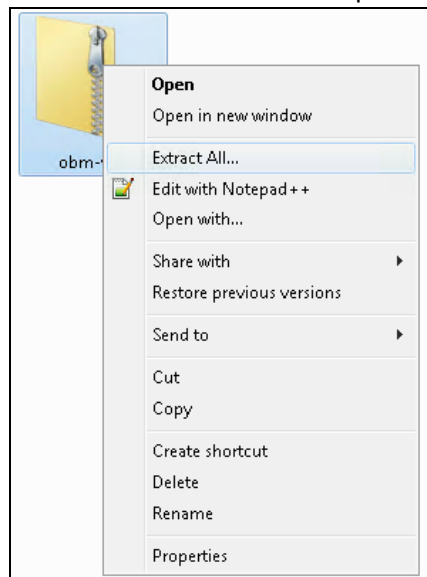 obm-
Open
Open in new window
Extract All...
Edit with Notepad++
Open with...
Share with
Restore previous versions
Send to
Cut
Copy
Create shortcut
Delete
Rename
Properties